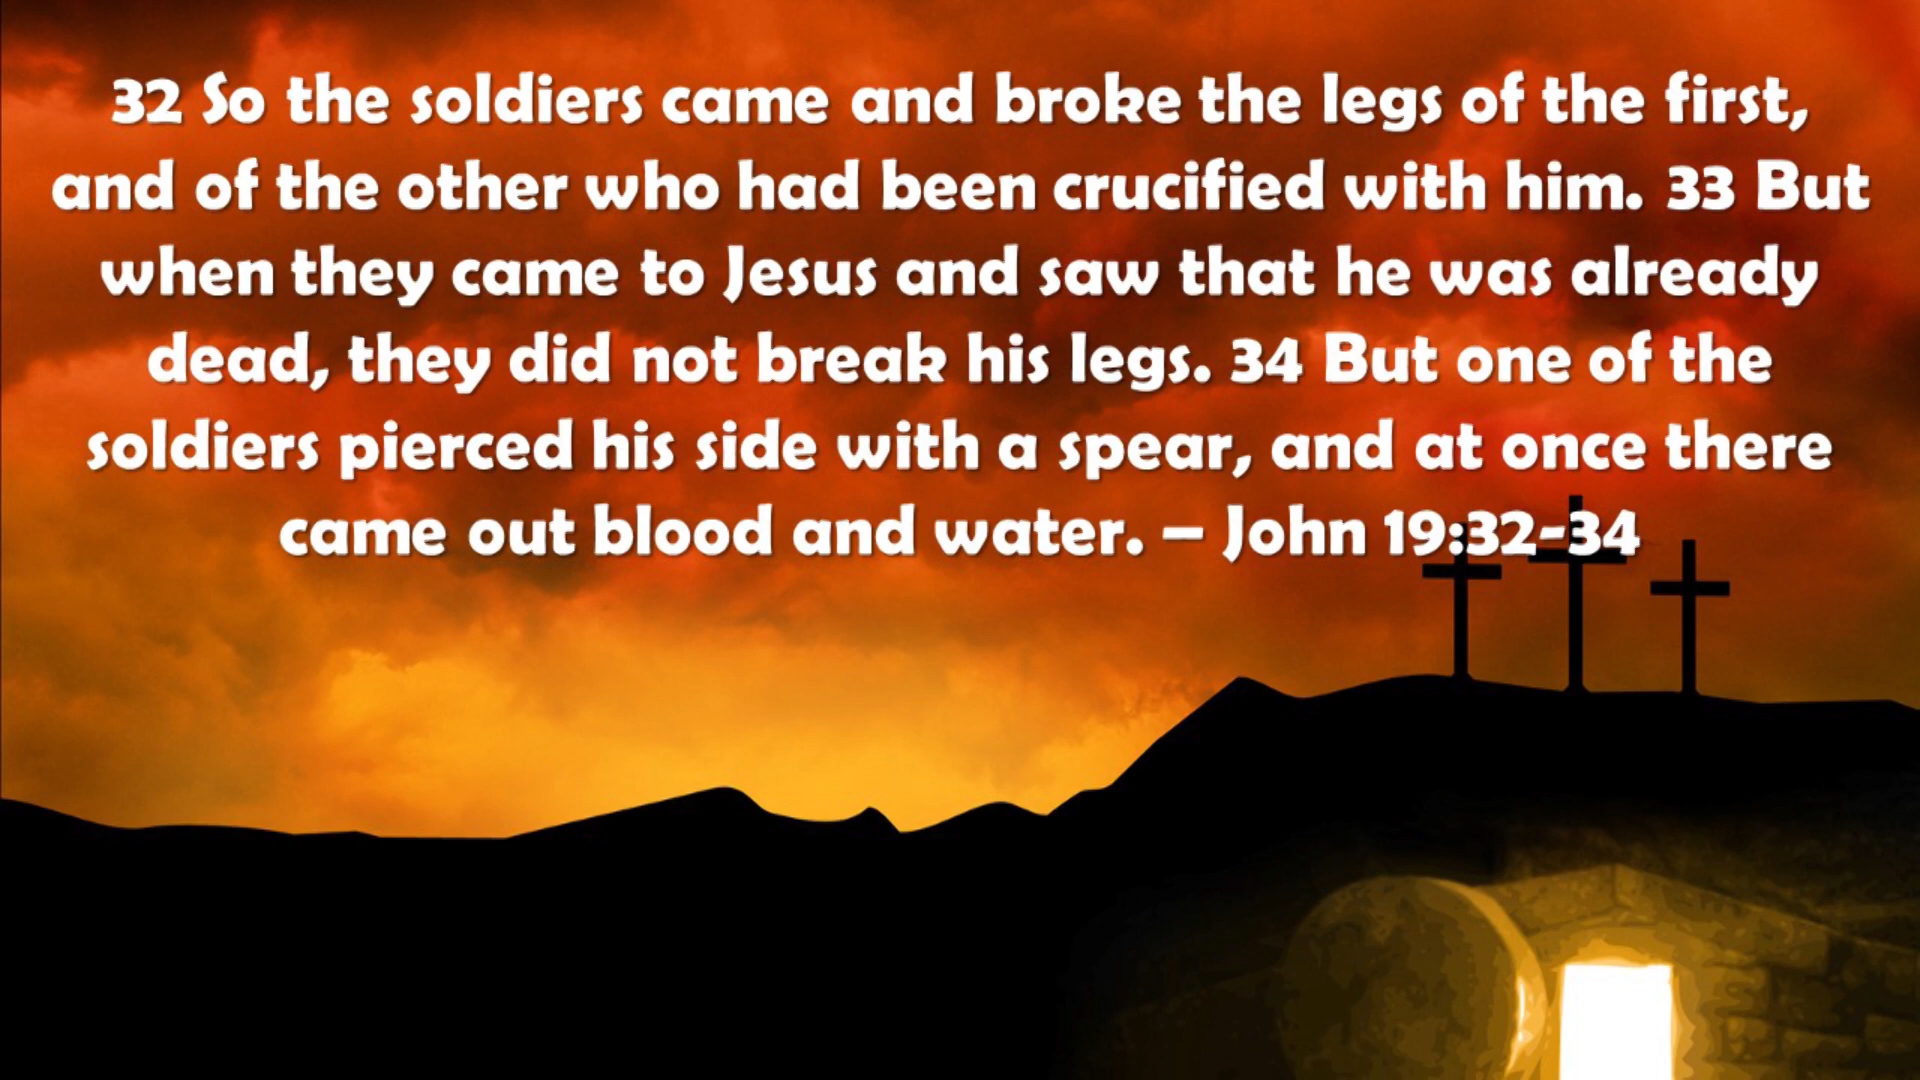 32 So the soldiers came and broke the legs of the first,
and of the other who had been crucified with him. 33 But
when they came to Jesus and saw that he was already
dead, they did not break his legs. 34 But one of the
soldiers pierced his side with a spear, and at once there
came out blood and water. – John 19:32-34